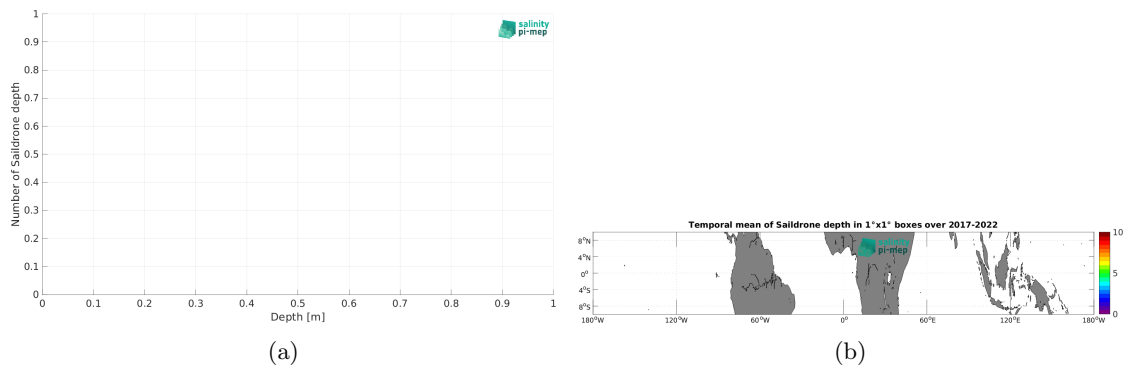 1
0.9
0.8
0.7
0.6
0.5
0.4
0.3
0.2
0.1
0
Number of Saildrone depth
salinity
pi-mep
0 0.1 0.2 0.3 0.4 0.5 0.6 0.7 0.8 0.9 1
Depth [m]
(a)
Temporal mean of Saildrone depth in 1°x1° boxes over 2017-2022
salinity
pi-mep
8°N
4°N
0°
4°S
8°S
180°W 120°W 60°W 0° 60°E 120°E 180°W
10
5
0
(b)